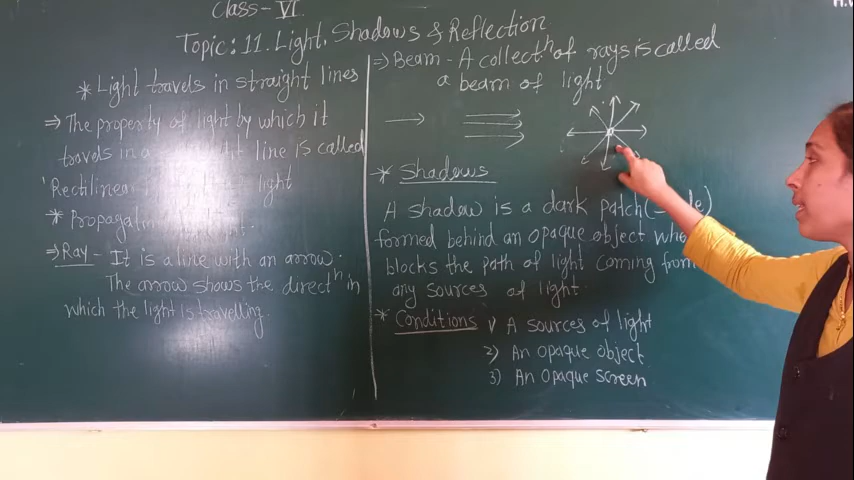 Class-VI
Topic: 11. Light, Shadows & Reflection
* Light travels in straight lines
⇒ The property of light by which it
travels in a line is called
Rectilinear light
* Propagation
⇒ Ray - It is a line with an arrow.
The arrow shows the directⁿ in
which the light is travelling.
⇒ Beam - A collectⁿ of rays is called
a beam of light
* Shadows
A shadow is a dark patch (
formed behind an opaque object
blocks the path of light coming from
any sources of light.
* Conditions 1) A sources of light
2) An opaque object
3) An opaque screen